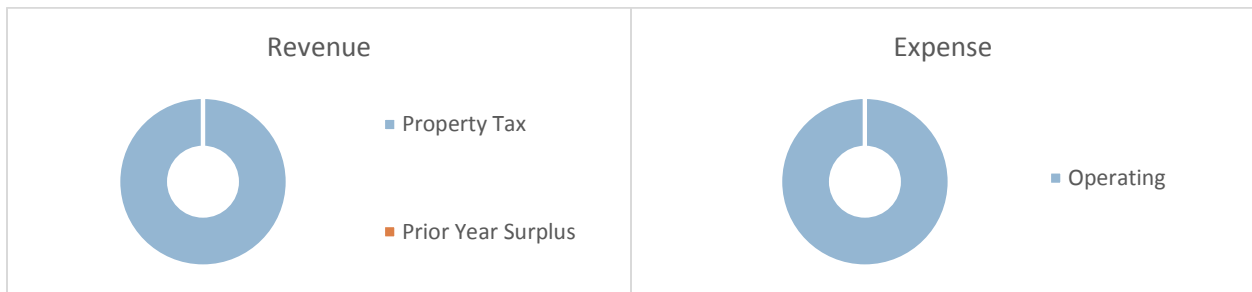 Revenue
Property Tax
Prior Year Surplus
Expense
Operating